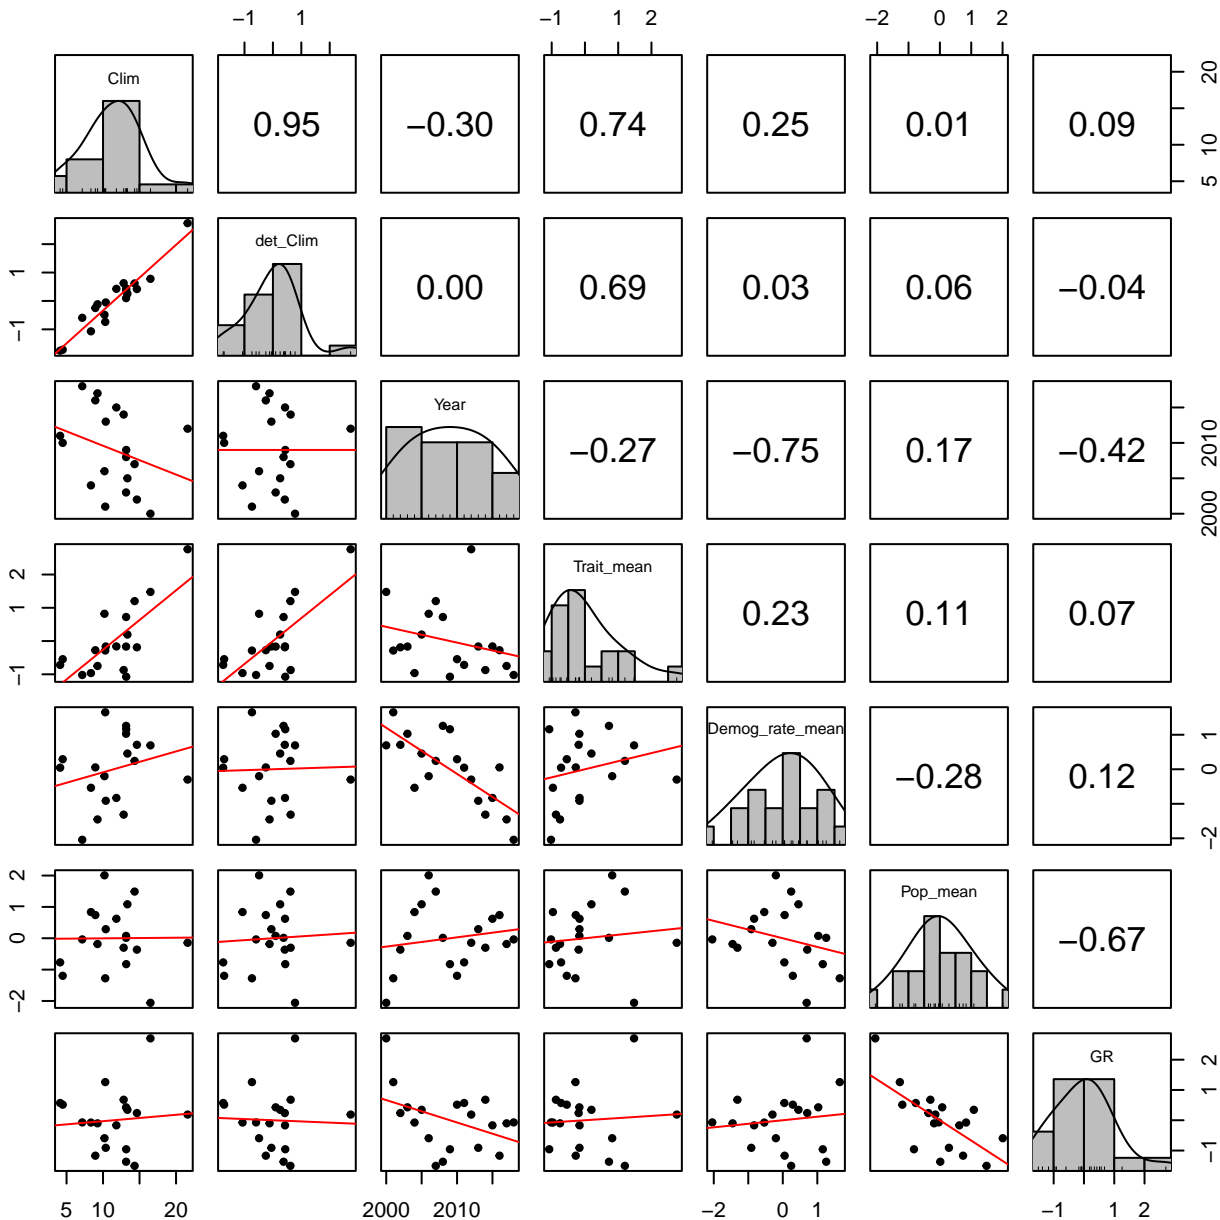 −1 1 −1 1 2 −2 0 1
Clim 0.95 −0.30 0.74 0.25 0.01 0.09 5 10 20
−1 1 det_Clim 0.00 0.69 0.03 0.06 −0.04
Year −0.27 −0.75 0.17 −0.42 2000 2010
−1 1 2 Trait_mean 0.23 0.11 0.07
Demog_rate_mean −0.28 0.12 −2 0 1
−2 0 1 2 Pop_mean −0.67
GR −1 1 2
5 10 20 2000 2010 −2 0 1 −1 1 2